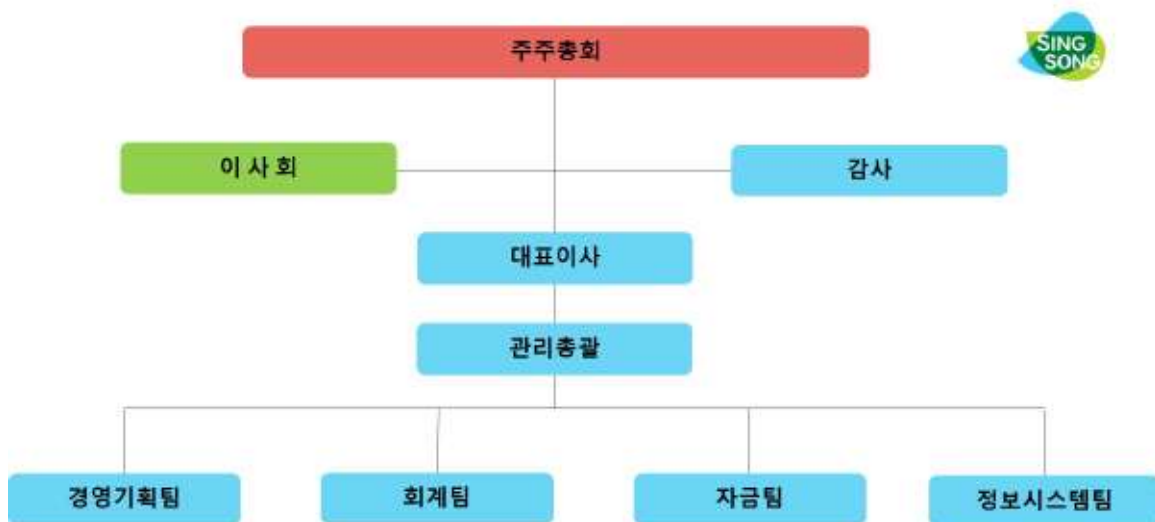 주주총회
SING
SONG
이 사 회
감사
대표이사
관리총괄
경영기획팀
회계팀
자금팀
정보시스템팀